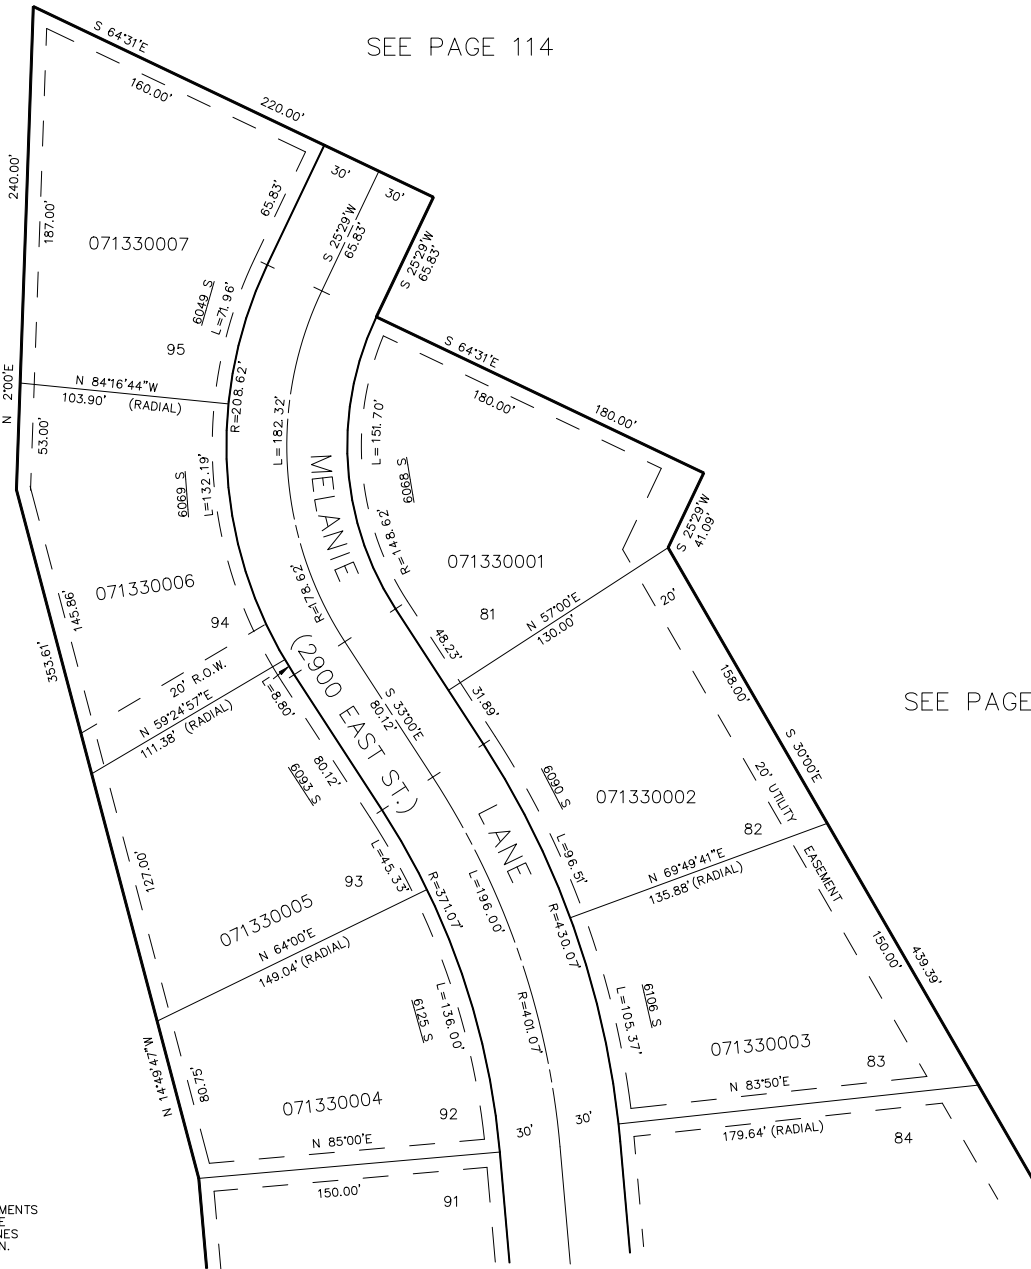 SEE PAGE 114
S 64°31'E
160.00'
220.00'
30'
30'
240.00'
187.00'
65.83'
S 25°29'W
65.83'
S 25°29'W
65.83'
071330007
6049 S
L=71.96'
95
N 2°00'E
N 84°16'44"W
103.90' (RADIAL)
R=208.62'
53.00'
S 64°31'E
180.00'
180.00'
L=182.32'
L=151.70'
6068 S
MELANIE
6069 S
L=132.19'
R=148.62'
S 25°29'W
41.09'
071330001
81
N 57°00'E
130.00'
20'
071330006
94
145.86'
353.61'
R=178.62'
48.23'
31.89'
20' R.O.W.
N 59°24'57"E
111.38' (RADIAL)
L=8.80'
(2900 EAST ST.)
S 33°00'E
80.12'
158.00'
SEE PAGE
S 30°00'E
80.12'
6093 S
6090 S
071330002
82
20' UTILITY
EASEMENT
LANE
L=96.51'
N 69°49'41"E
135.88' (RADIAL)
127.00'
93
L=45.33'
R=371.07'
L=196.00'
R=430.07'
071330005
N 64°00'E
149.04' (RADIAL)
150.00'
439.39'
6125 S
L=136.00'
R=401.07'
6106 S
L=105.37'
071330003
83
N 14°49'47"W
80.75'
071330004
92
N 85°00'E
150.00'
91
30'
30'
N 83°50'E
179.64' (RADIAL)
84
MENTS
E
NES
N.